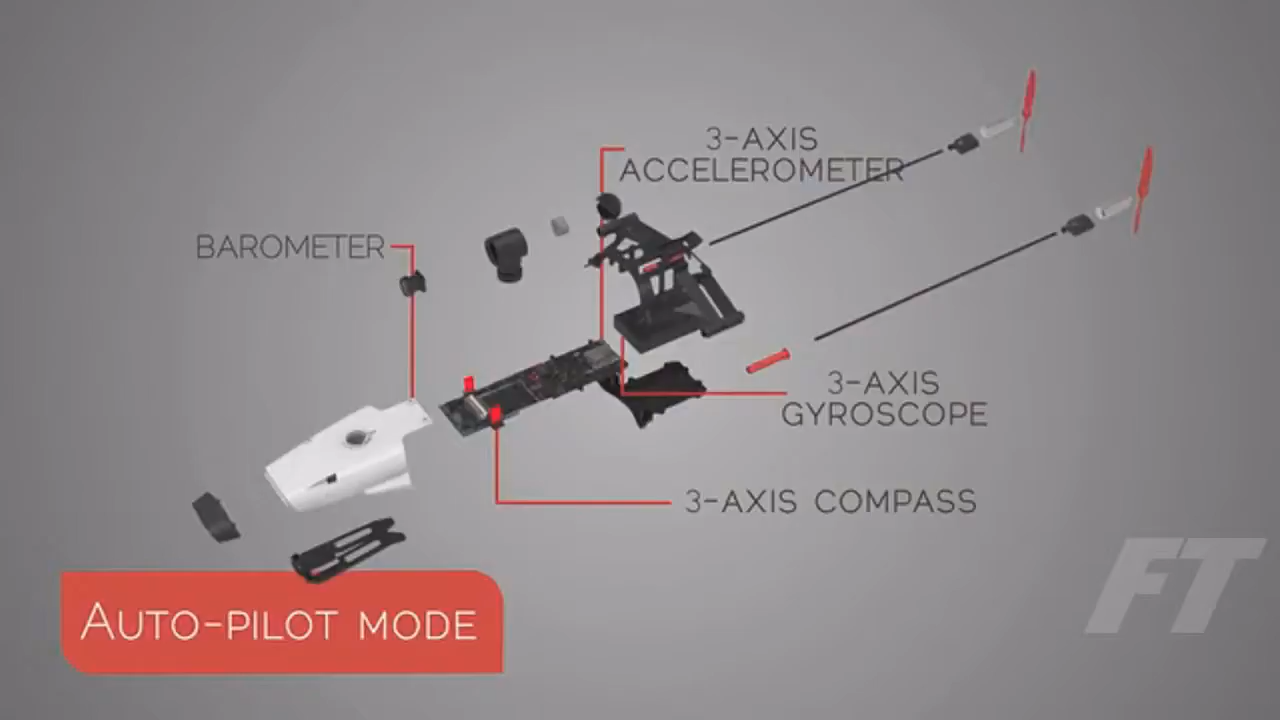 3-AXIS
ACCELEROMETER
BAROMETER
3-AXIS
GYROSCOPE
3-AXIS COMPASS
AUTO-PILOT MODE
FT